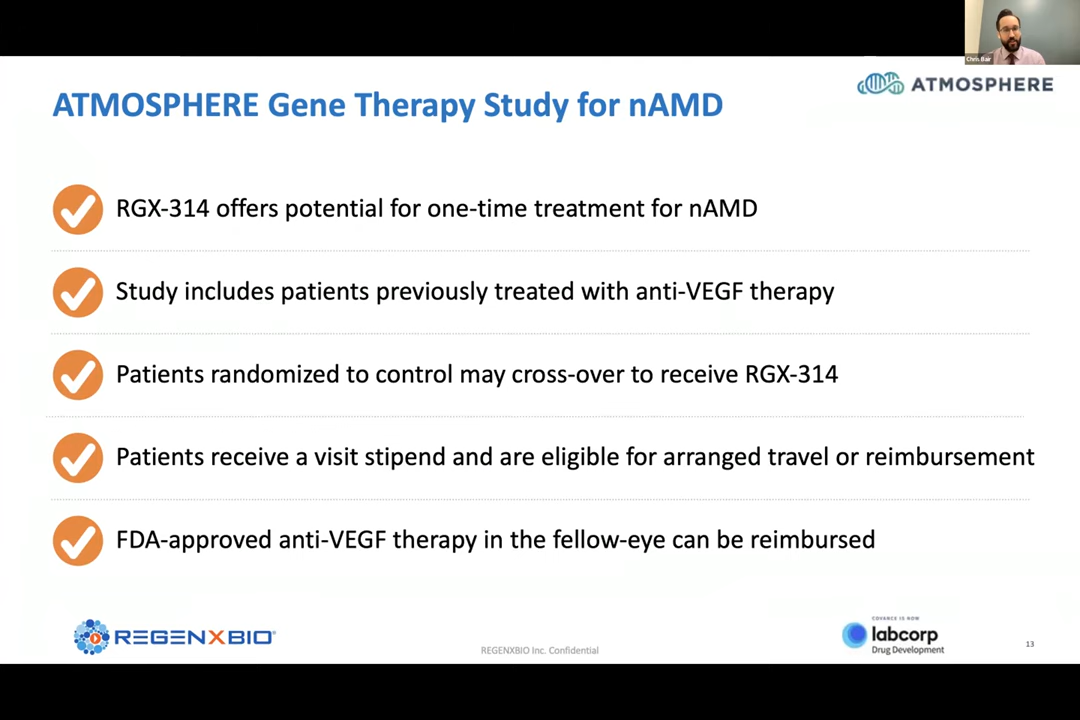 Chris Bair
ATMOSPHERE
ATMOSPHERE Gene Therapy Study for nAMD
RGX-314 offers potential for one-time treatment for nAMD
Study includes patients previously treated with anti-VEGF therapy
Patients randomized to control may cross-over to receive RGX-314
Patients receive a visit stipend and are eligible for arranged travel or reimbursement
FDA-approved anti-VEGF therapy in the fellow-eye can be reimbursed
REGENXBIO®
REGENXBIO Inc. Confidential
COVANCE IS NOW
labcorp
Drug Development
13